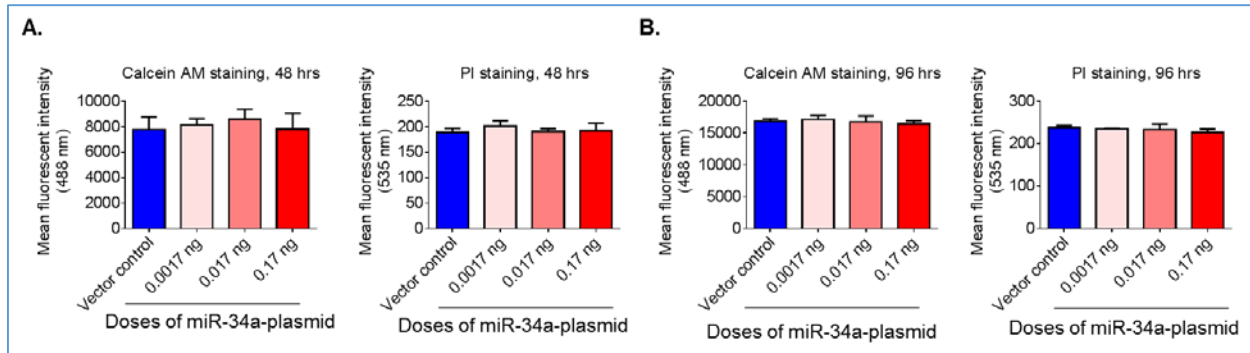 A.
Calcein AM staining, 48 hrs
Mean fluorescent intensity
(488 nm)
10000
8000
6000
4000
2000
0
Vector control
0.0017 ng
0.017 ng
0.17 ng
Doses of miR-34a-plasmid
PI staining, 48 hrs
Mean fluorescent intensity
(535 nm)
250
200
150
100
50
0
Vector control
0.0017 ng
0.017 ng
0.17 ng
Doses of miR-34a-plasmid
B.
Calcein AM staining, 96 hrs
Mean fluorescent intensity
(488 nm)
20000
15000
10000
5000
0
Vector control
0.0017 ng
0.017 ng
0.17 ng
Doses of miR-34a-plasmid
PI staining, 96 hrs
Mean fluorescent intensity
(535 nm)
300
200
100
0
Vector control
0.0017 ng
0.017 ng
0.17 ng
Doses of miR-34a-plasmid